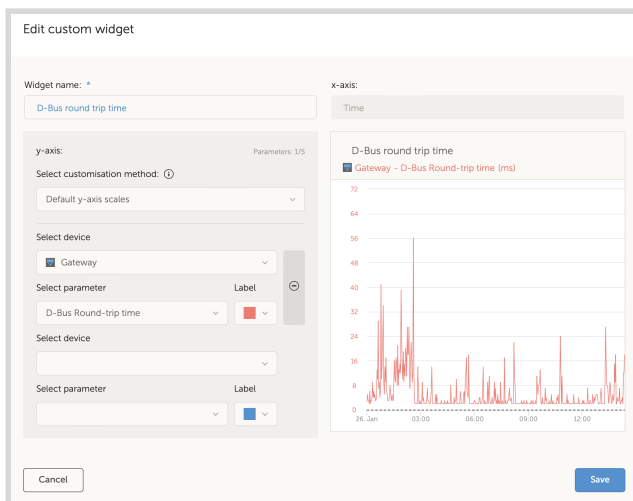 Edit custom widget
Widget name: *
D-Bus round trip time
x-axis:
Time
y-axis:
Parameters: 1/5
Select customisation method:
Default y-axis scales
Select device
Gateway
Select parameter
Label
D-Bus Round-trip time
Select device
Select parameter
Label
D-Bus round trip time
Gateway - D-Bus Round-trip time (ms)
72
64
56
48
40
32
24
16
8
0
26. Jan
03:00
06:00
09:00
12:00
Cancel
Save